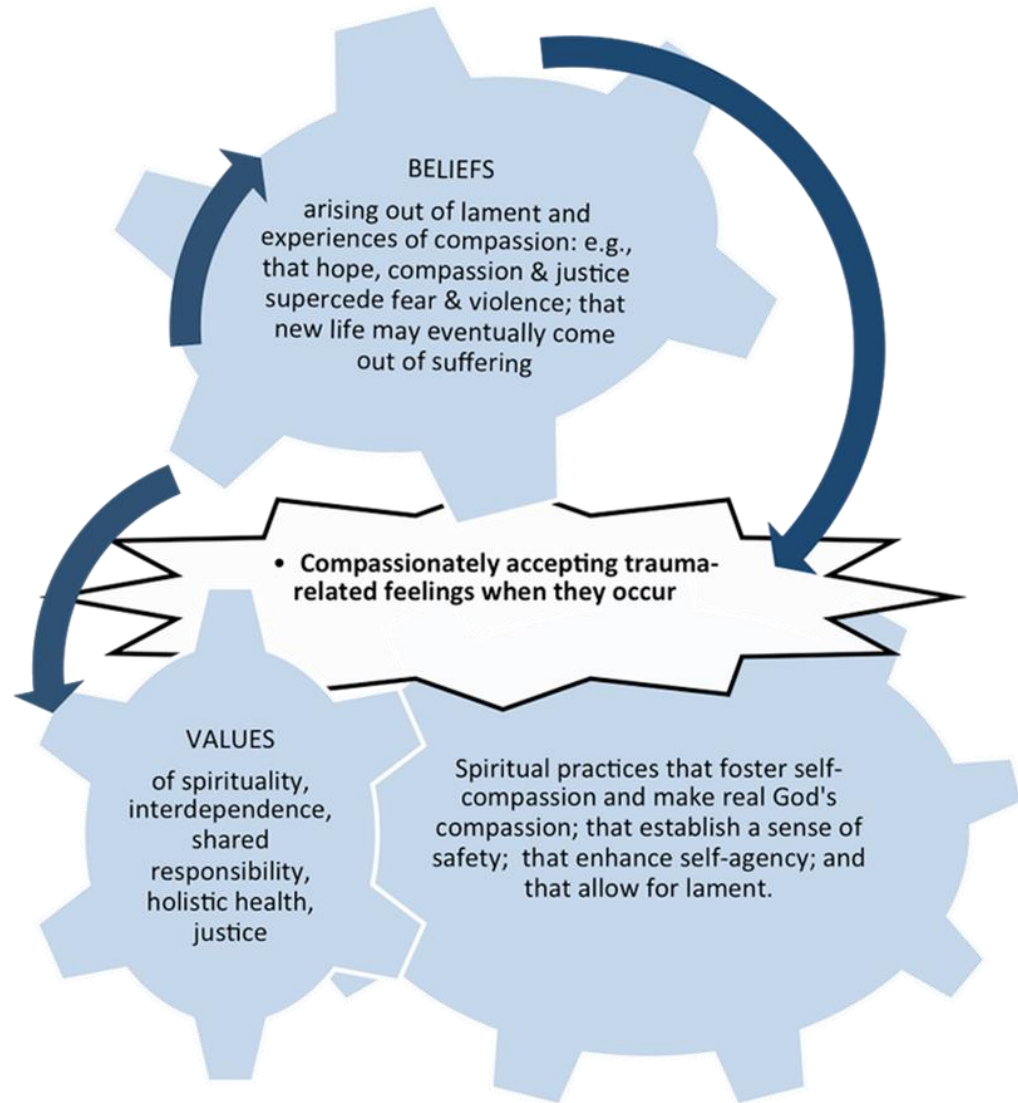 BELIEFS
arising out of lament and
experiences of compassion: e.g.,
that hope, compassion & justice
supercede fear & violence; that
new life may eventually come
out of suffering
• Compassionately accepting trauma-
related feelings when they occur
VALUES
of spirituality,
interdependence,
shared
responsibility,
holistic health,
justice
Spiritual practices that foster self-
compassion and make real God's
compassion; that establish a sense of
safety;  that enhance self-agency; and
that allow for lament.